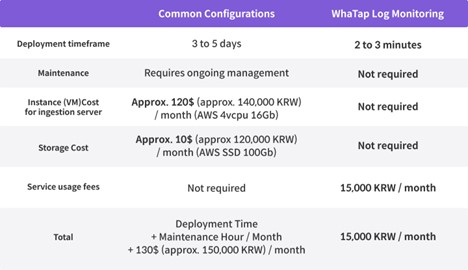 Common Configurations WhaTap Log Monitoring
Deployment timeframe 3 to 5 days 2 to 3 minutes
Maintenance Requires ongoing management Not required
Instance (VM)Cost
for ingestion server
Approx. 120$ (approx. 140,000 KRW)
/ month (AWS 4vcpu 16Gb)
Not required
Storage Cost
Approx. 10$ (approx 120,000 KRW)
/ month (AWS SSD 100Gb)
Not required
Service usage fees Not required 15,000 KRW / month
Total
Deployment Time
+ Maintenance Hour / Month
+ 130$ (approx. 150,000 KRW) / month
15,000 KRW / month